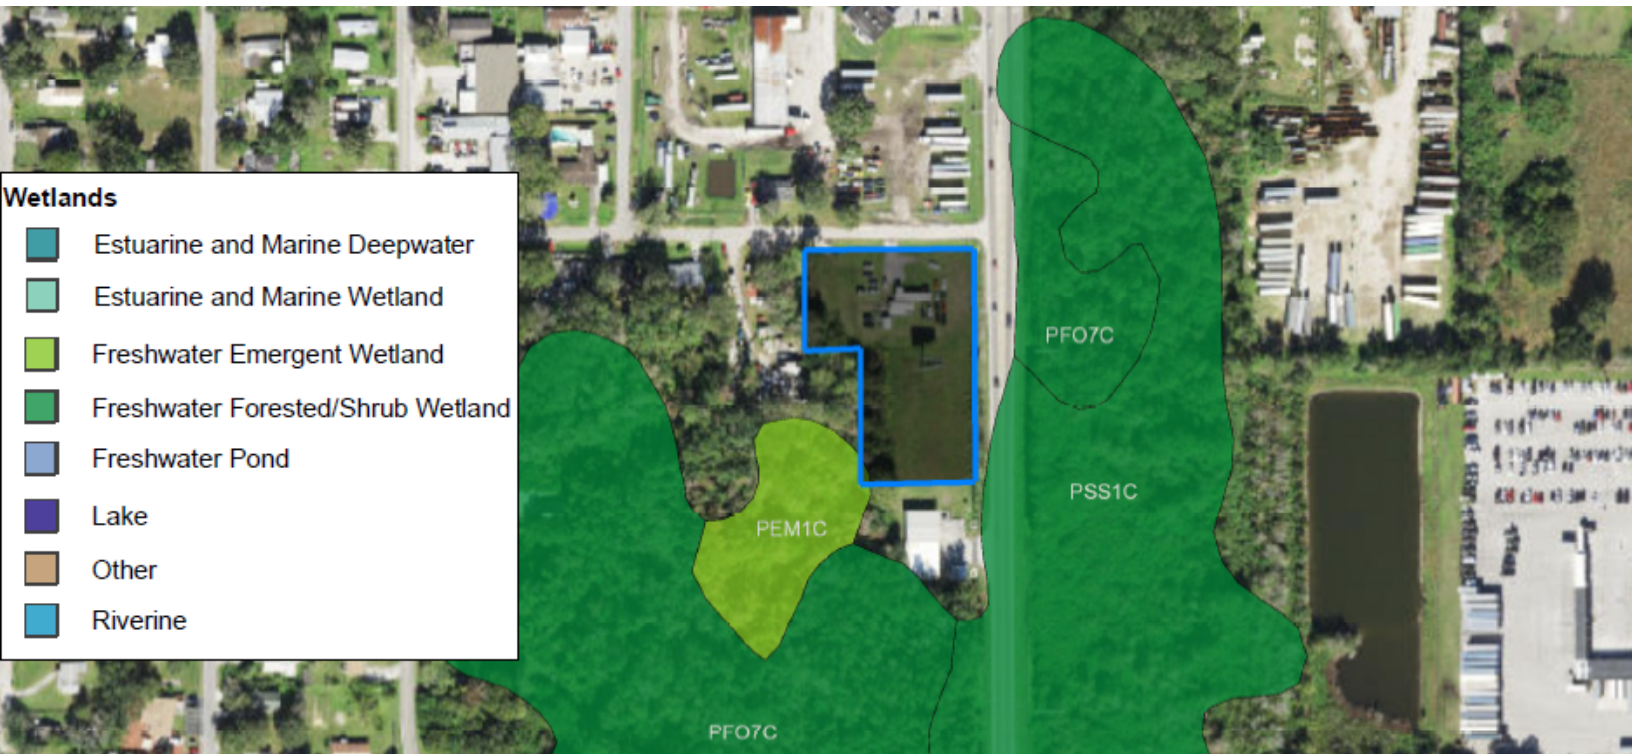 Wetlands
Estuarine and Marine Deepwater
Estuarine and Marine Wetland
Freshwater Emergent Wetland
Freshwater Forested/Shrub Wetland
Freshwater Pond
Lake
Other
Riverine
PFO7C
PSS1C
PEM1C
PFO7C